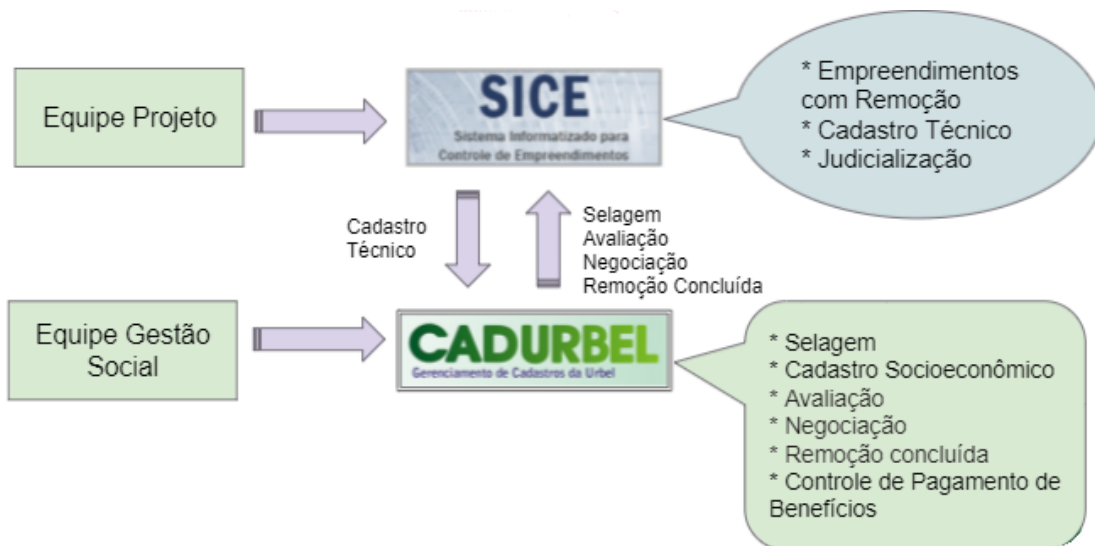 Equipe Projeto
SICE
Sistema Informatizado para
Controle de Empreendimentos
* Empreendimentos
com Remoção
* Cadastro Técnico
* Judicialização
Cadastro
Técnico
Selagem
Avaliação
Negociação
Remoção Concluída
Equipe Gestão
Social
CADURBEL
Gerenciamento de Cadastros da Urbel
* Selagem
* Cadastro Socioeconômico
* Avaliação
* Negociação
* Remoção concluída
* Controle de Pagamento de
Benefícios